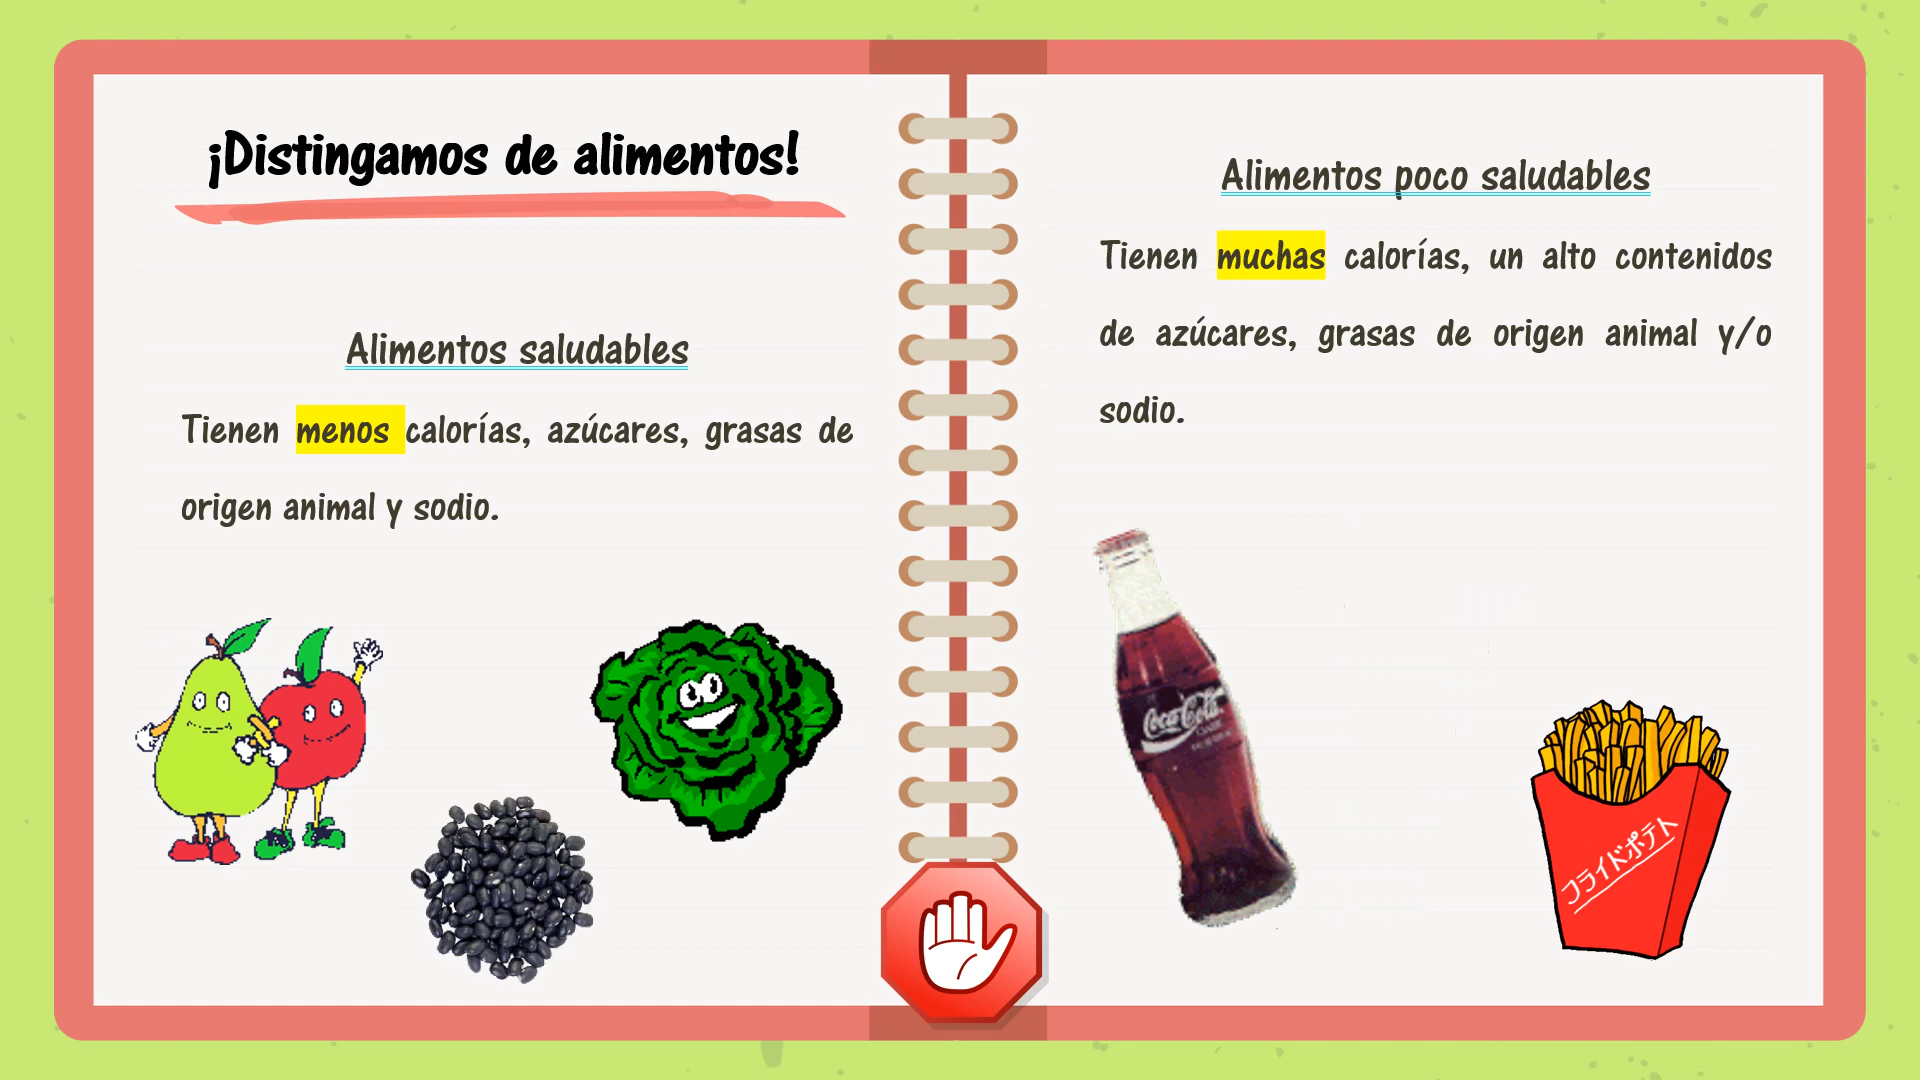 ¡Distingamos de alimentos!
Alimentos saludables
Tienen menos calorías, azúcares, grasas de
origen animal y sodio.
Alimentos poco saludables
Tienen muchas calorías, un alto contenidos
de azúcares, grasas de origen animal y/o
sodio.
Coca-Cola
フライドポテト